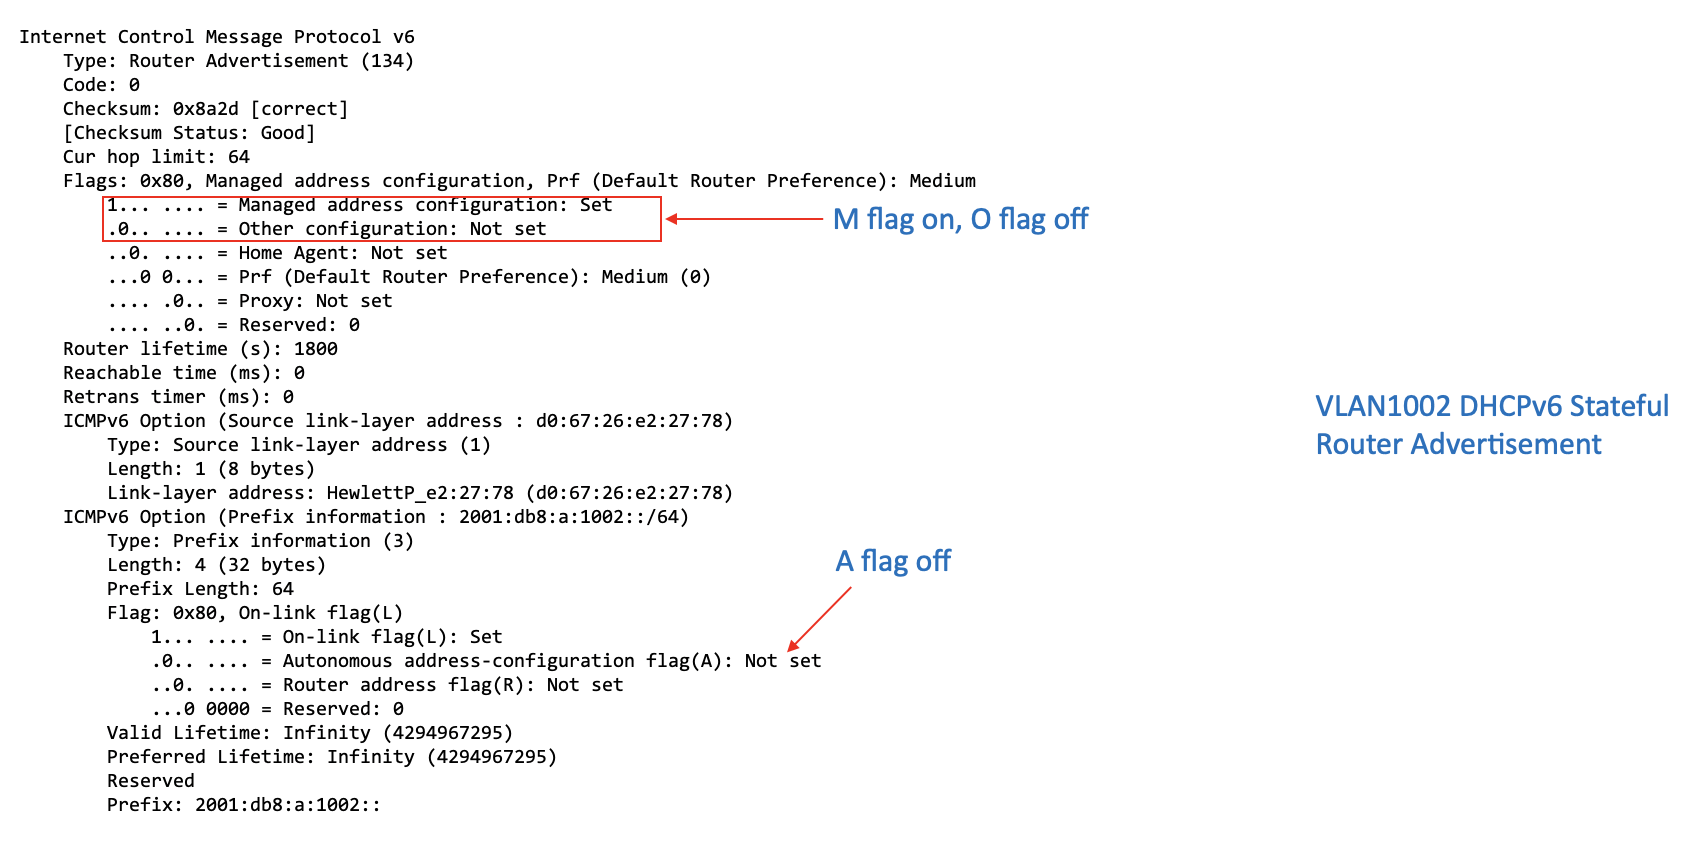 Internet Control Message Protocol v6
Type: Router Advertisement (134)
Code: 0
Checksum: 0x8a2d [correct]
[Checksum Status: Good]
Cur hop limit: 64
Flags: 0x80, Managed address configuration, Prf (Default Router Preference): Medium
1... .... = Managed address configuration: Set
.0.. .... = Other configuration: Not set
M flag on, O flag off
..0. .... = Home Agent: Not set
...0 0... = Prf (Default Router Preference): Medium (0)
.... .0.. = Proxy: Not set
.... ..0. = Reserved: 0
Router lifetime (s): 1800
Reachable time (ms): 0
Retrans timer (ms): 0
ICMPv6 Option (Source link-layer address : d0:67:26:e2:27:78)
Type: Source link-layer address (1)
Length: 1 (8 bytes)
Link-layer address: HewlettP_e2:27:78 (d0:67:26:e2:27:78)
VLAN1002 DHCPv6 Stateful
Router Advertisement
ICMPv6 Option (Prefix information : 2001:db8:a:1002::/64)
Type: Prefix information (3)
Length: 4 (32 bytes)
Prefix Length: 64
Flag: 0x80, On-link flag(L)
1... .... = On-link flag(L): Set
.0.. .... = Autonomous address-configuration flag(A): Not set
A flag off
..0. .... = Router address flag(R): Not set
...0 0000 = Reserved: 0
Valid Lifetime: Infinity (4294967295)
Preferred Lifetime: Infinity (4294967295)
Reserved
Prefix: 2001:db8:a:1002::